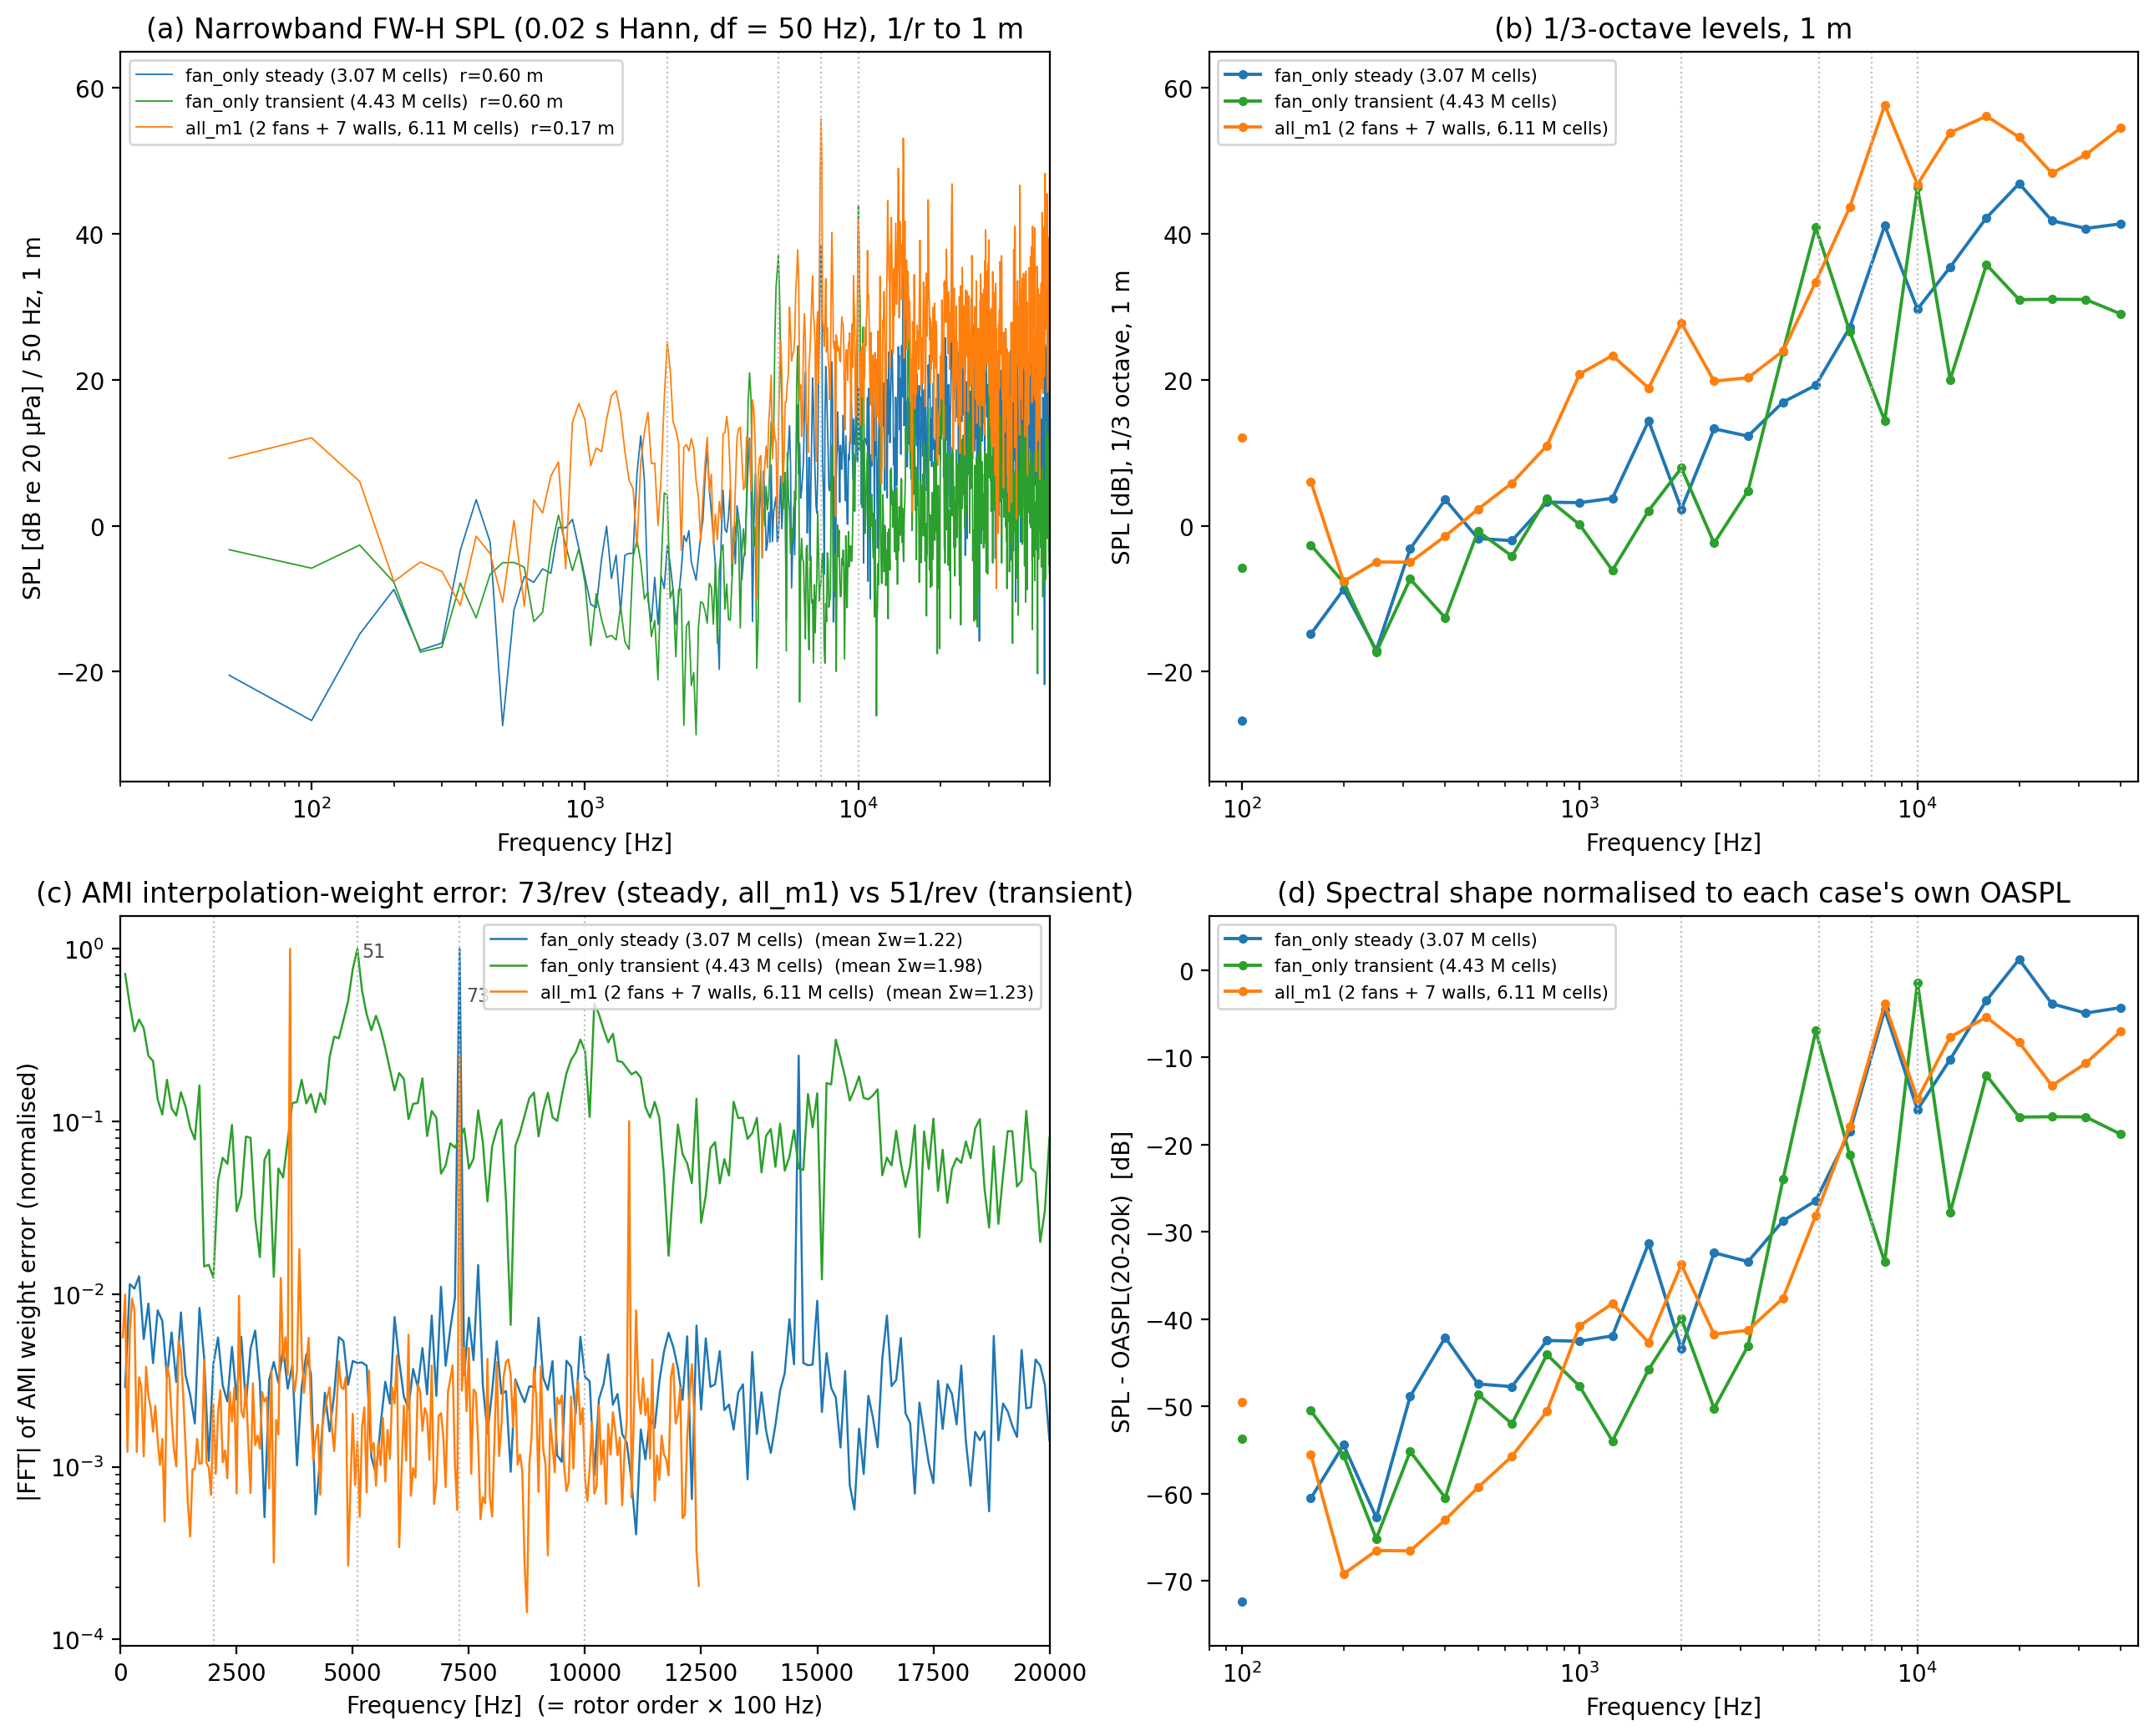 (a) Narrowband FW-H SPL (0.02 s Hann, df = 50 Hz), 1/r to 1 m
fan_only steady (3.07 M cells)  r=0.60 m
fan_only transient (4.43 M cells)  r=0.60 m
all_m1 (2 fans + 7 walls, 6.11 M cells)  r=0.17 m
SPL [dB re 20 µPa] / 50 Hz, 1 m
60
40
20
0
−20
10²
10³
10⁴
Frequency [Hz]
(b) 1/3-octave levels, 1 m
fan_only steady (3.07 M cells)
fan_only transient (4.43 M cells)
all_m1 (2 fans + 7 walls, 6.11 M cells)
SPL [dB], 1/3 octave, 1 m
60
40
20
0
−20
10²
10³
10⁴
Frequency [Hz]
(c) AMI interpolation-weight error: 73/rev (steady, all_m1) vs 51/rev (transient)
fan_only steady (3.07 M cells)  (mean Σw=1.22)
fan_only transient (4.43 M cells)  (mean Σw=1.98)
all_m1 (2 fans + 7 walls, 6.11 M cells)  (mean Σw=1.23)
51
73
|FFT| of AMI weight error (normalised)
10⁰
10⁻¹
10⁻²
10⁻³
10⁻⁴
0
2500
5000
7500
10000
12500
15000
17500
20000
Frequency [Hz]  (= rotor order × 100 Hz)
(d) Spectral shape normalised to each case's own OASPL
fan_only steady (3.07 M cells)
fan_only transient (4.43 M cells)
all_m1 (2 fans + 7 walls, 6.11 M cells)
SPL - OASPL(20-20k)  [dB]
0
−10
−20
−30
−40
−50
−60
−70
10²
10³
10⁴
Frequency [Hz]